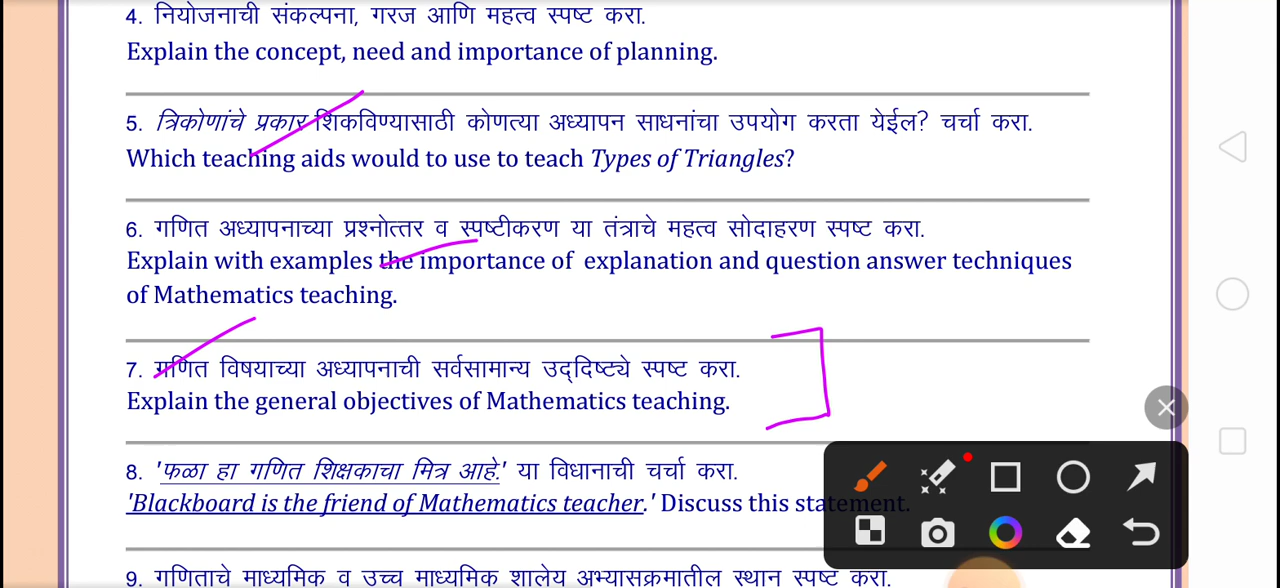 4. नियोजनाची संकल्पना, गरज आणि महत्व स्पष्ट करा.
Explain the concept, need and importance of planning.
5. त्रिकोणांचे प्रकार शिकविण्यासाठी कोणत्या अध्यापन साधनांचा उपयोग करता येईल? चर्चा करा.
Which teaching aids would to use to teach Types of Triangles?
6. गणित अध्यापनाच्या प्रश्नोत्तर व स्पष्टीकरण या तंत्राचे महत्व सोदाहरण स्पष्ट करा.
Explain with examples the importance of explanation and question answer techniques
of Mathematics teaching.
7. गणित विषयाच्या अध्यापनाची सर्वसामान्य उद्दिष्ट्ये स्पष्ट करा.
Explain the general objectives of Mathematics teaching.
8. 'फळा हा गणित शिक्षकाचा मित्र आहे.' या विधानाची चर्चा करा.
'Blackboard is the friend of Mathematics teacher.' Discuss this statement.
9. गणिताचे माध्यमिक व उच्च माध्यमिक शालेय अभ्यासक्रमातील स्थान स्पष्ट करा.